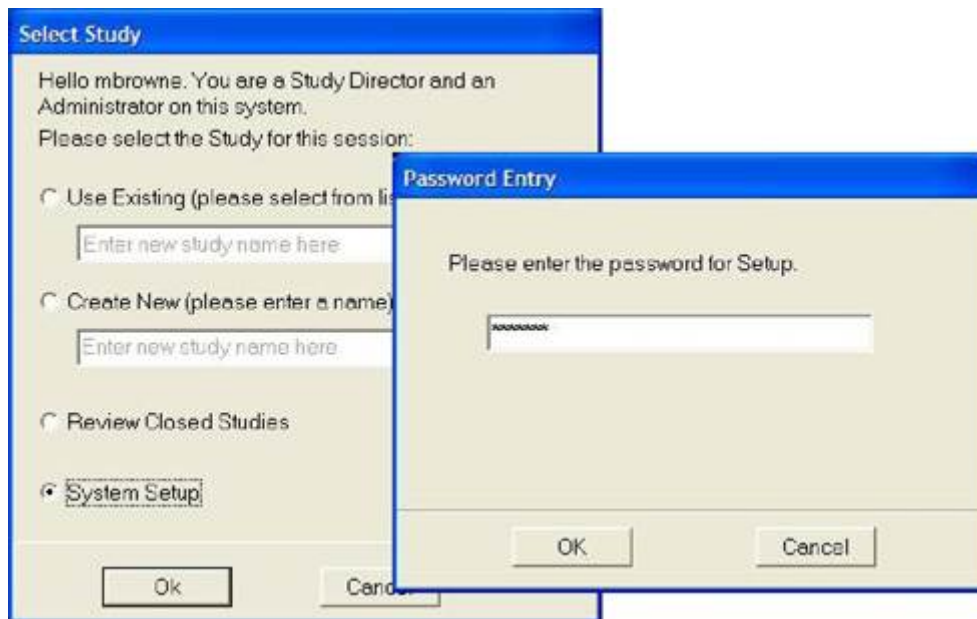 Select Study
Hello mbrowne. You are a Study Director and an
Administrator on this system.
Please select the Study for this session:
Use Existing (please select from lis
Enter new study name here
Create New (please enter a name)
Enter new study name here
Review Closed Studies
System Setup
Ok
Cancel
Password Entry
Please enter the password for Setup.
*******
OK
Cancel